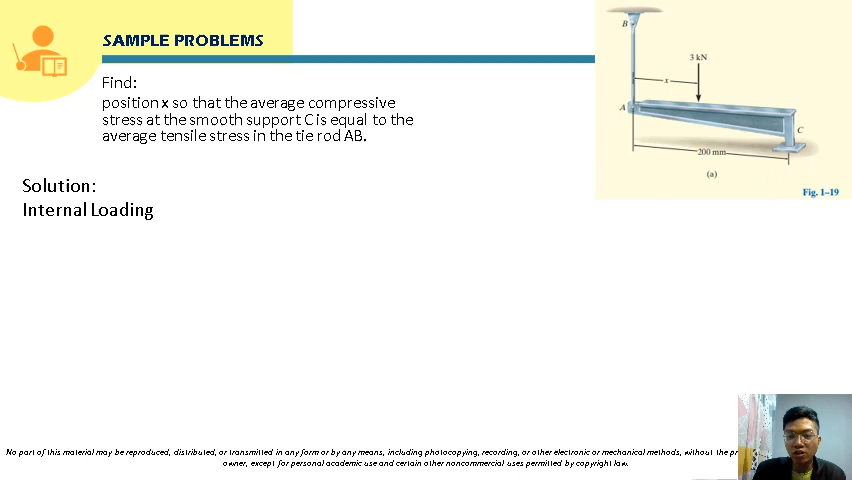 SAMPLE PROBLEMS
Find:
position x so that the average compressive
stress at the smooth support C is equal to the
average tensile stress in the tie rod AB.
Solution:
Internal Loading
B
3 kN
x
A
C
200 mm
(a)
Fig. 1–19
No part of this material may be reproduced, distributed, or transmitted in any form or by any means, including photocopying, recording, or other electronic or mechanical methods, without the
owner, except for personal academic use and certain other noncommercial uses permitted by copyright law.